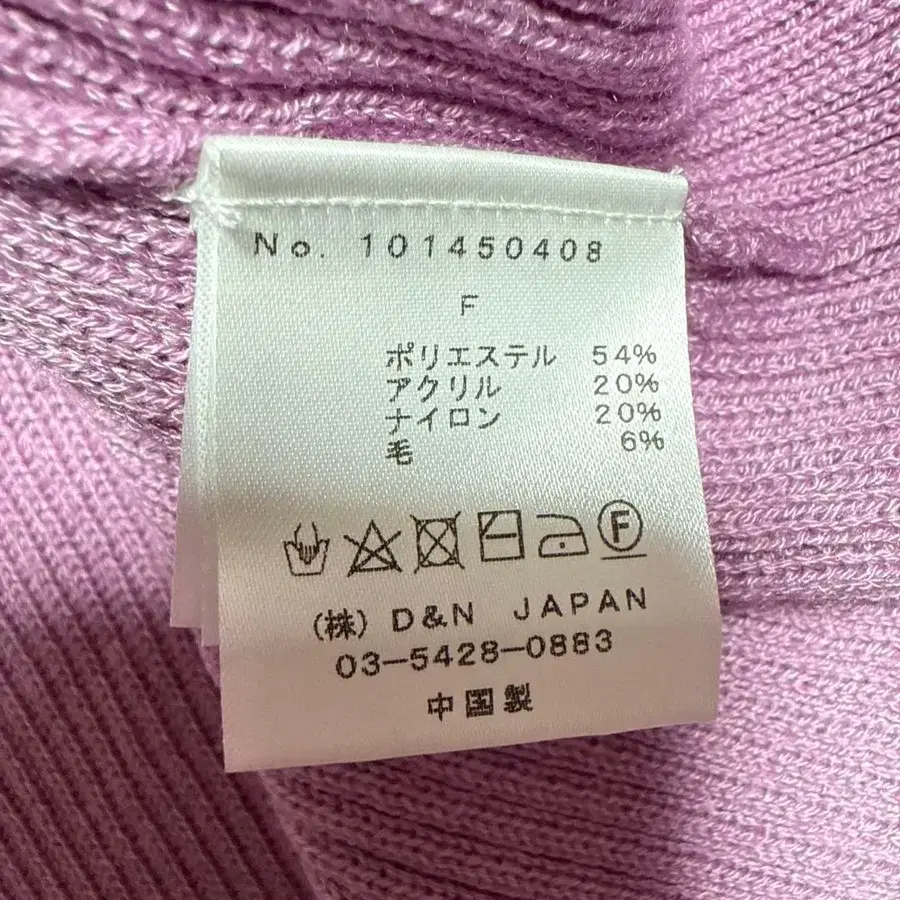 No. 101450408
F
ポリエステル 54%
アクリル 20%
ナイロン 20%
毛 6%
F
(株) D&N JAPAN
03-5428-0883
中国製